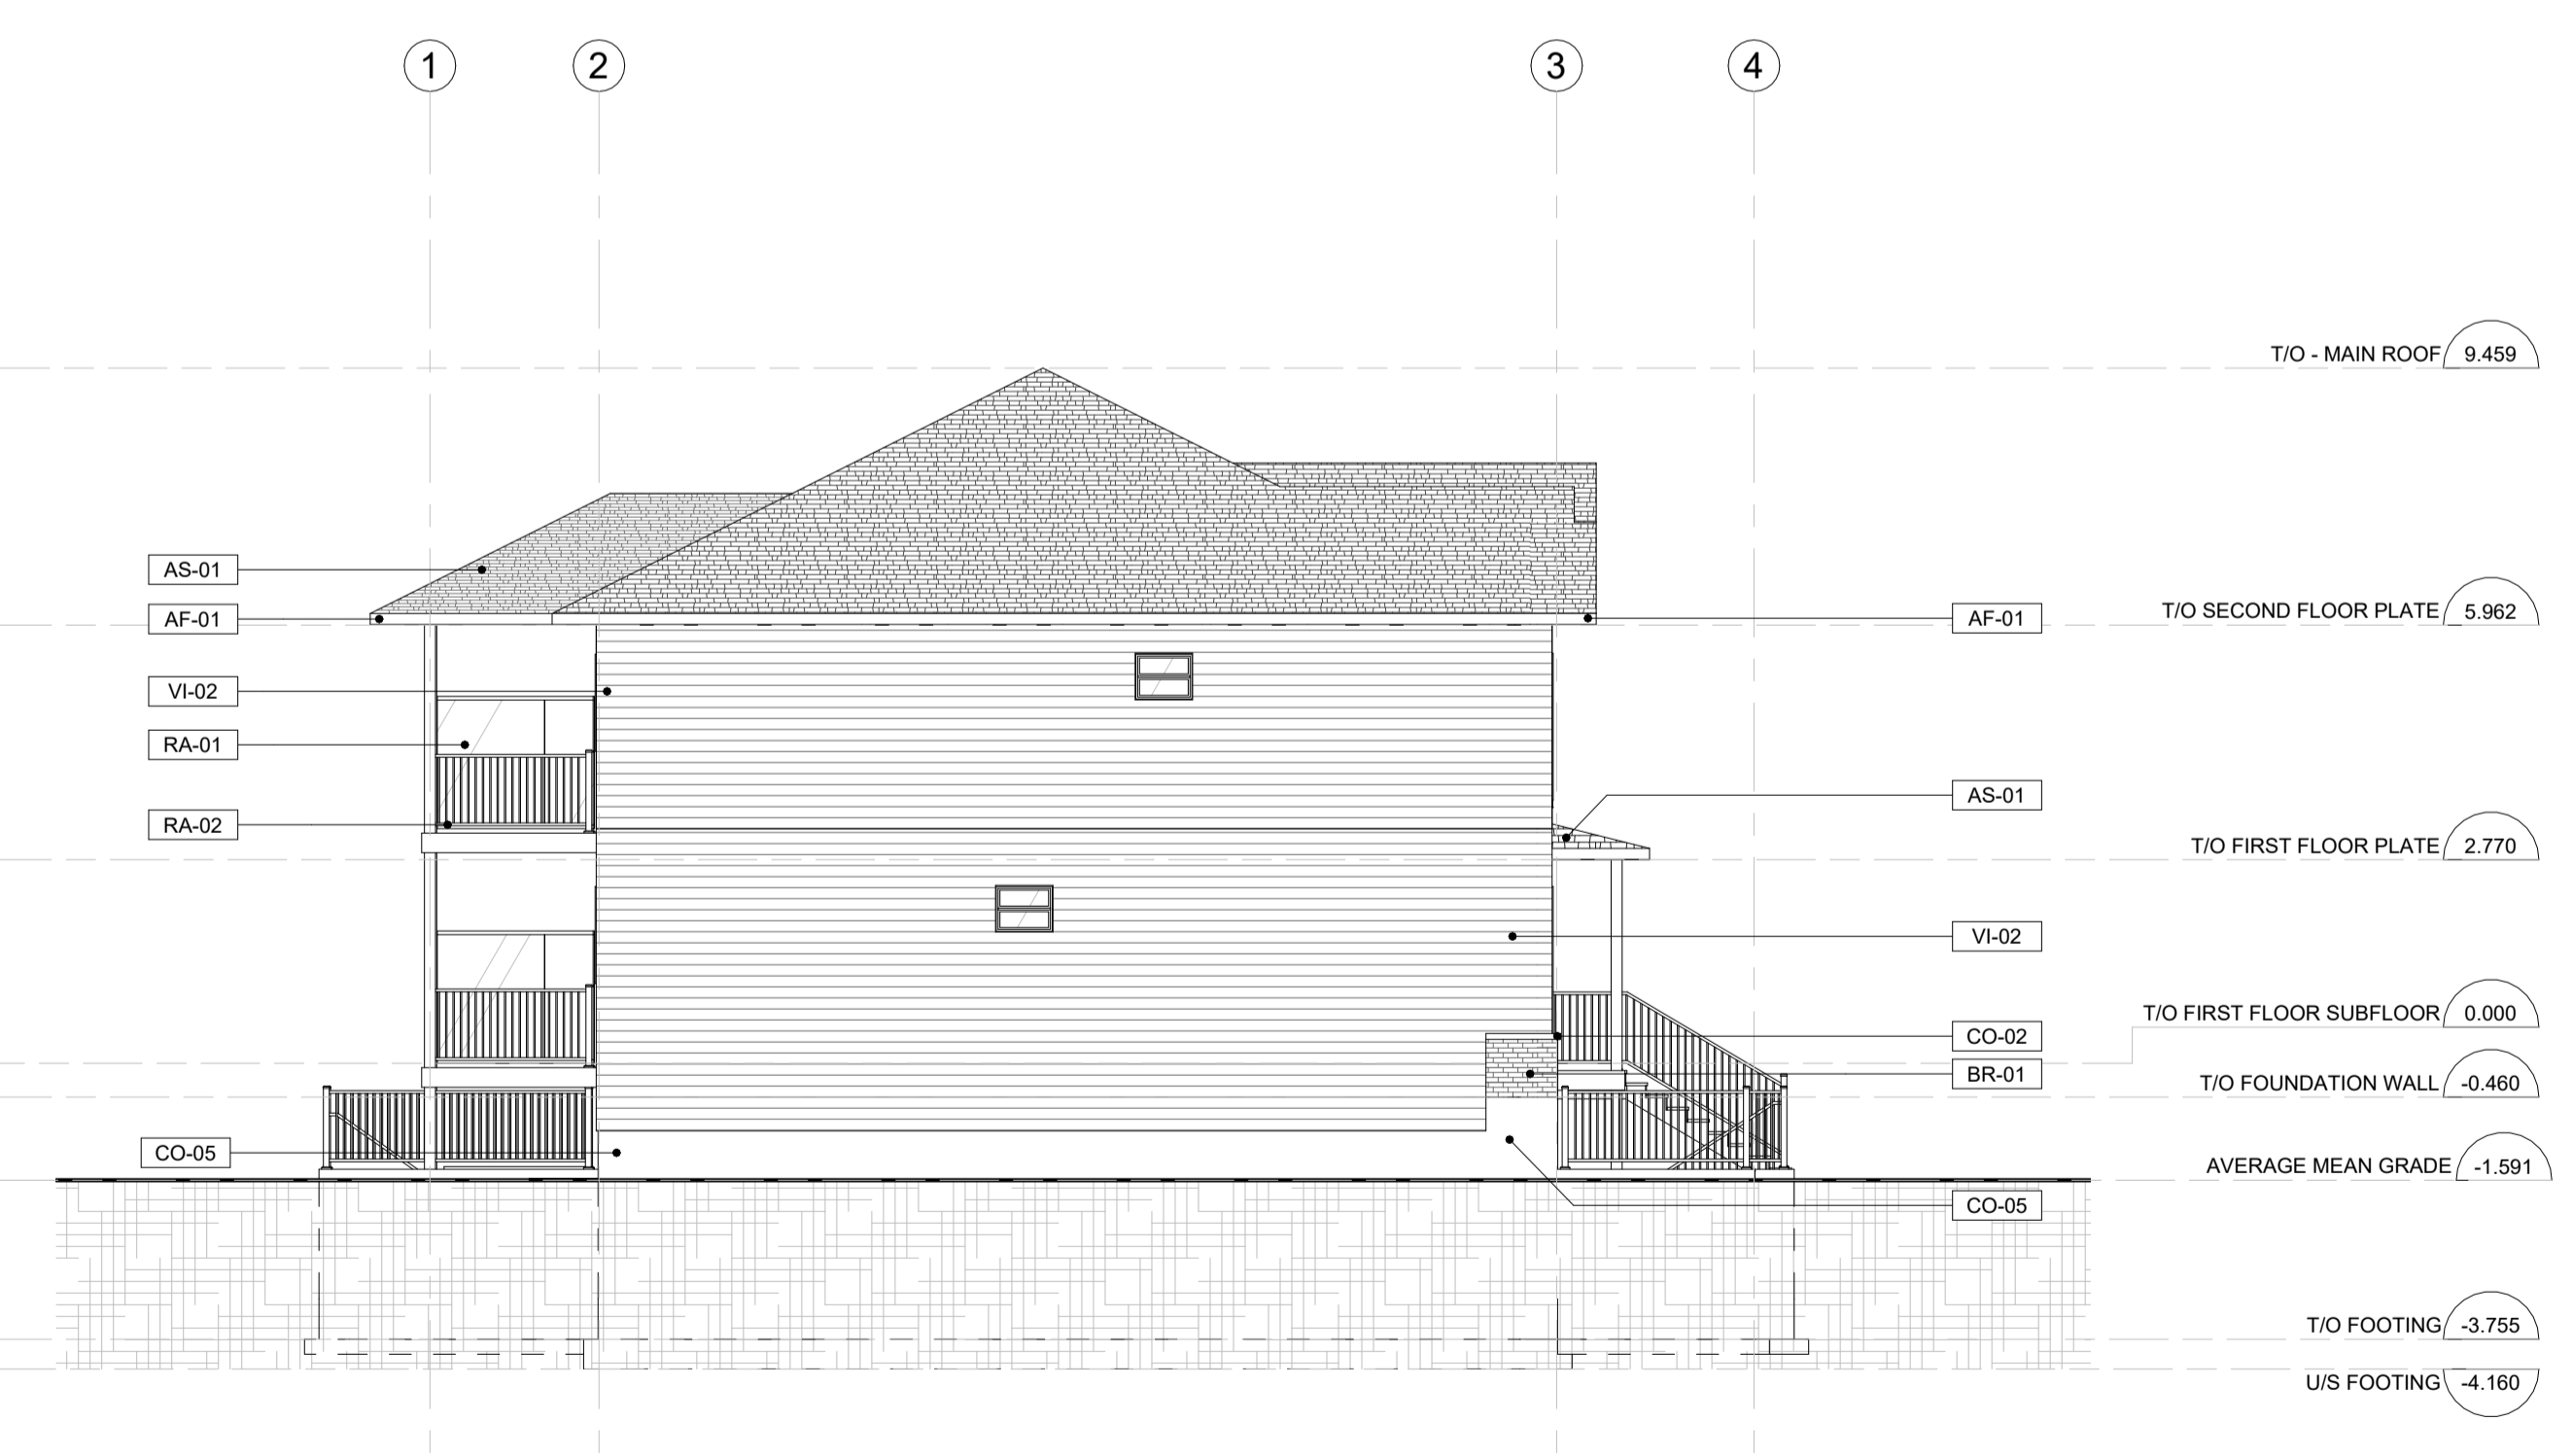 1
2
3
4
T/O - MAIN ROOF 9.459
AS-01
AF-01
T/O SECOND FLOOR PLATE 5.962
AF-01
VI-02
RA-01
AS-01
RA-02
T/O FIRST FLOOR PLATE 2.770
VI-02
T/O FIRST FLOOR SUBFLOOR 0.000
CO-02
BR-01
T/O FOUNDATION WALL -0.460
CO-05
AVERAGE MEAN GRADE -1.591
CO-05
T/O FOOTING -3.755
U/S FOOTING -4.160